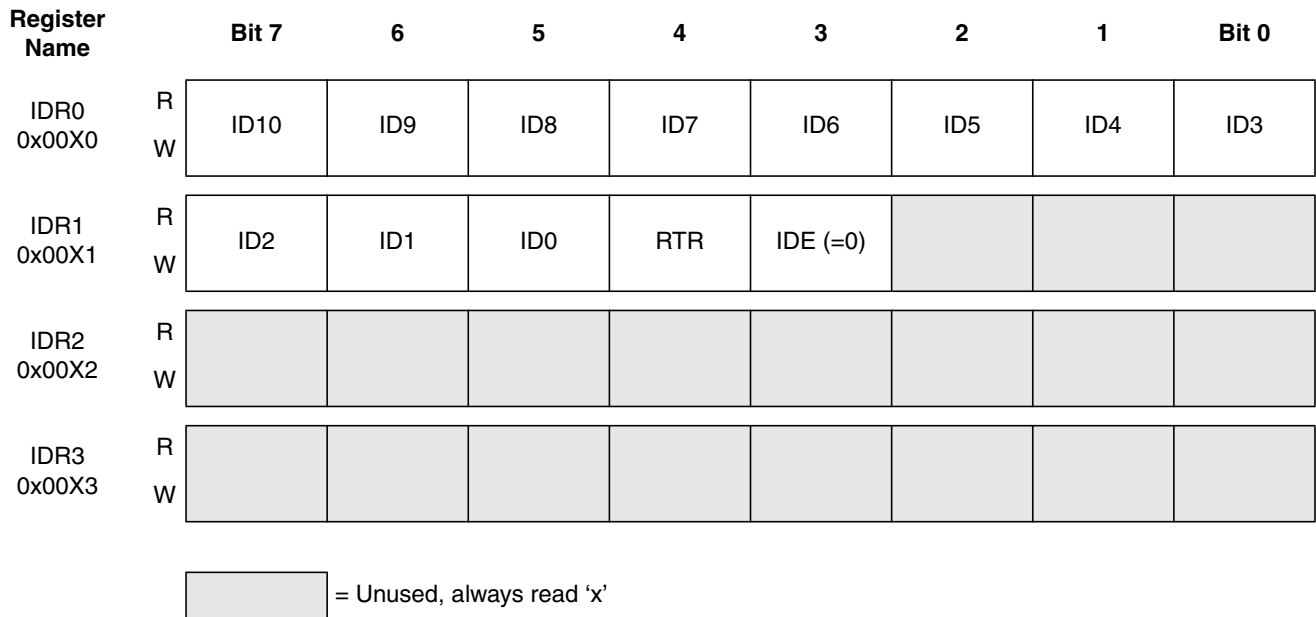 Register Name Bit 7 6 5 4 3 2 1 Bit 0
IDR0 0x00X0 R W ID10 ID9 ID8 ID7 ID6 ID5 ID4 ID3
IDR1 0x00X1 R W ID2 ID1 ID0 RTR IDE (=0)
IDR2 0x00X2 R W
IDR3 0x00X3 R W
= Unused, always read ‘x’